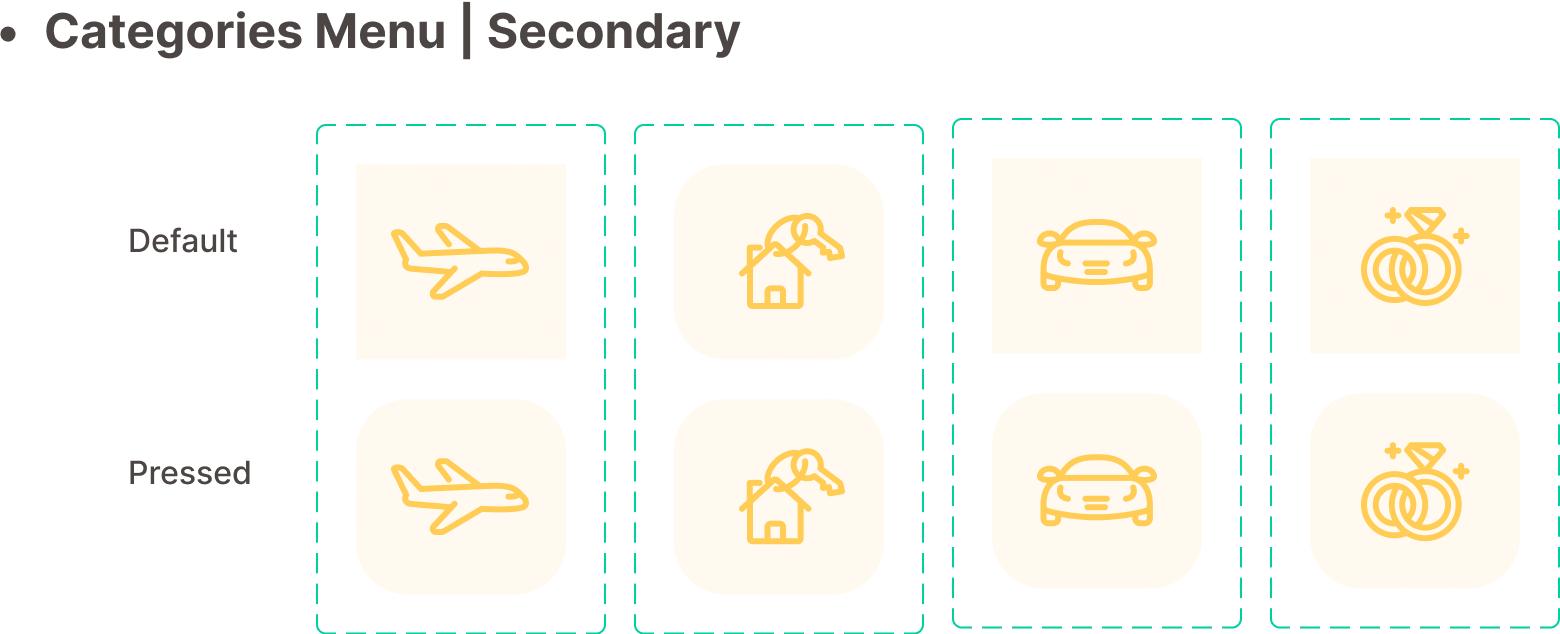 • Categories Menu | Secondary
Default
Pressed